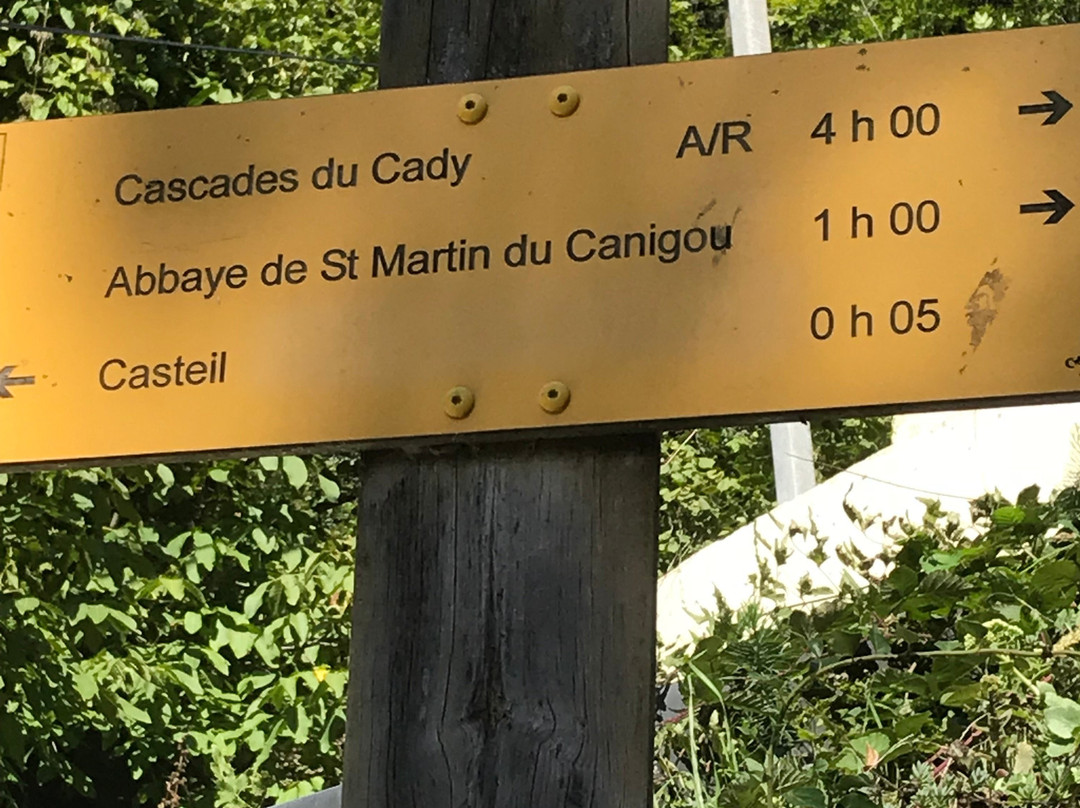 Cascades du Cady A/R 4 h 00 →
Abbaye de St Martin du Canigou 1 h 00 →
← Casteil 0 h 05